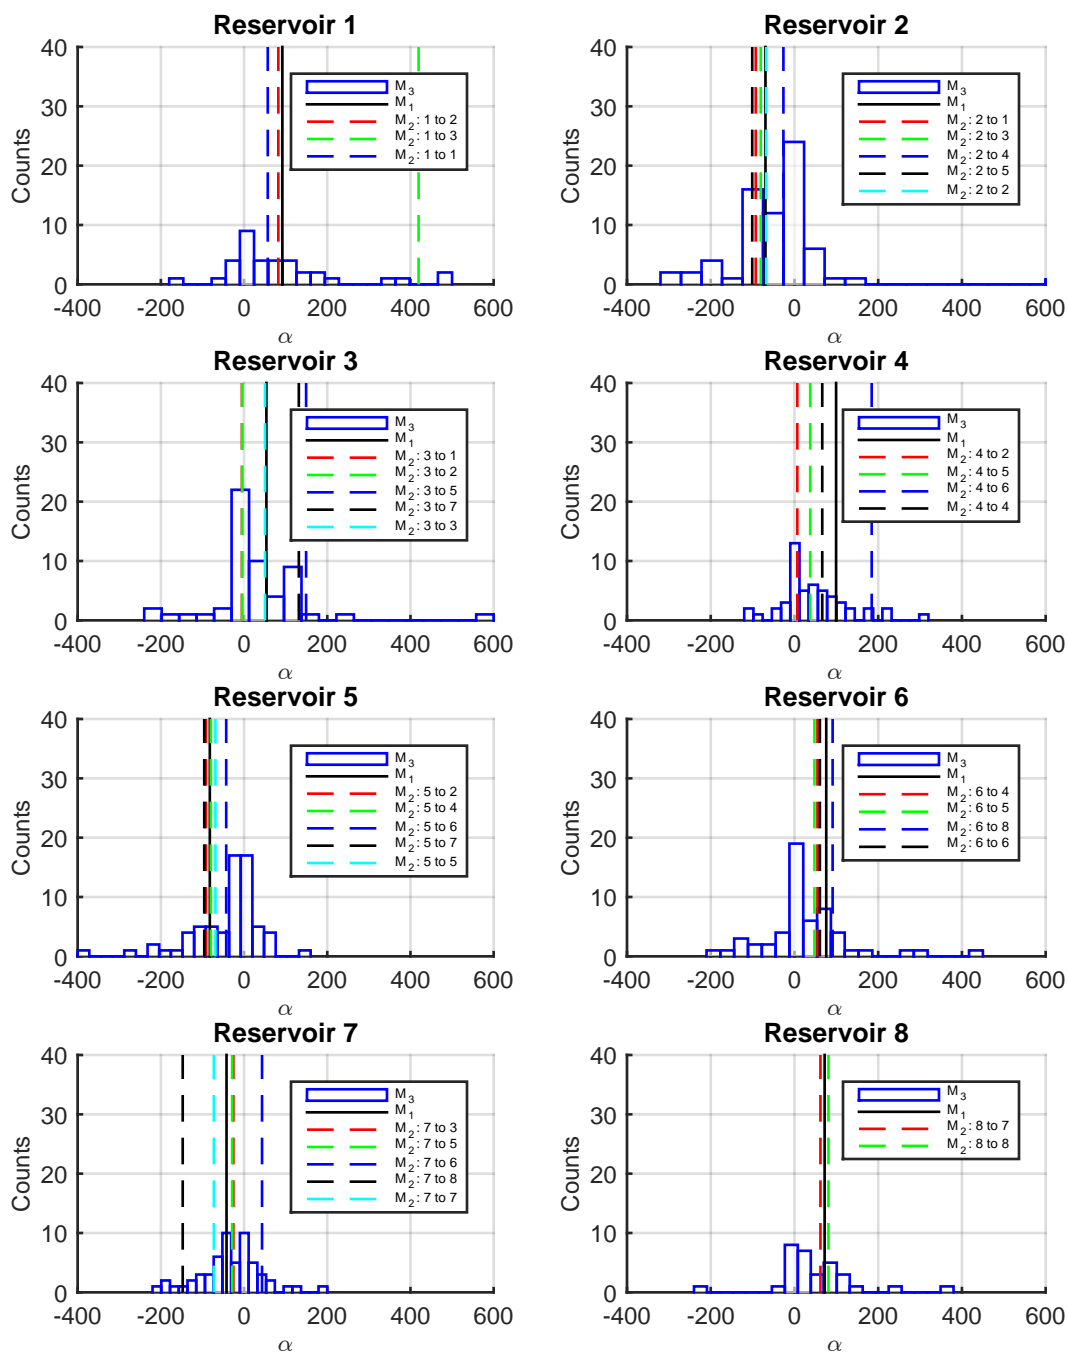 Reservoir 1
40
30
20
10
0
Counts
-400 -200 0 200 400 600
α
M3
M1
M2: 1 to 2
M2: 1 to 3
M2: 1 to 1
Reservoir 2
40
30
20
10
0
Counts
-400 -200 0 200 400 600
α
M3
M1
M2: 2 to 1
M2: 2 to 3
M2: 2 to 4
M2: 2 to 5
M2: 2 to 2
Reservoir 3
40
30
20
10
0
Counts
-400 -200 0 200 400 600
α
M3
M1
M2: 3 to 1
M2: 3 to 2
M2: 3 to 5
M2: 3 to 7
M2: 3 to 3
Reservoir 4
40
30
20
10
0
Counts
-400 -200 0 200 400 600
α
M3
M1
M2: 4 to 2
M2: 4 to 5
M2: 4 to 6
M2: 4 to 4
Reservoir 5
40
30
20
10
0
Counts
-400 -200 0 200 400 600
α
M3
M1
M2: 5 to 2
M2: 5 to 4
M2: 5 to 6
M2: 5 to 7
M2: 5 to 5
Reservoir 6
40
30
20
10
0
Counts
-400 -200 0 200 400 600
α
M3
M1
M2: 6 to 4
M2: 6 to 5
M2: 6 to 8
M2: 6 to 6
Reservoir 7
40
30
20
10
0
Counts
-400 -200 0 200 400 600
α
M3
M1
M2: 7 to 3
M2: 7 to 5
M2: 7 to 6
M2: 7 to 8
M2: 7 to 7
Reservoir 8
40
30
20
10
0
Counts
-400 -200 0 200 400 600
α
M3
M1
M2: 8 to 7
M2: 8 to 8